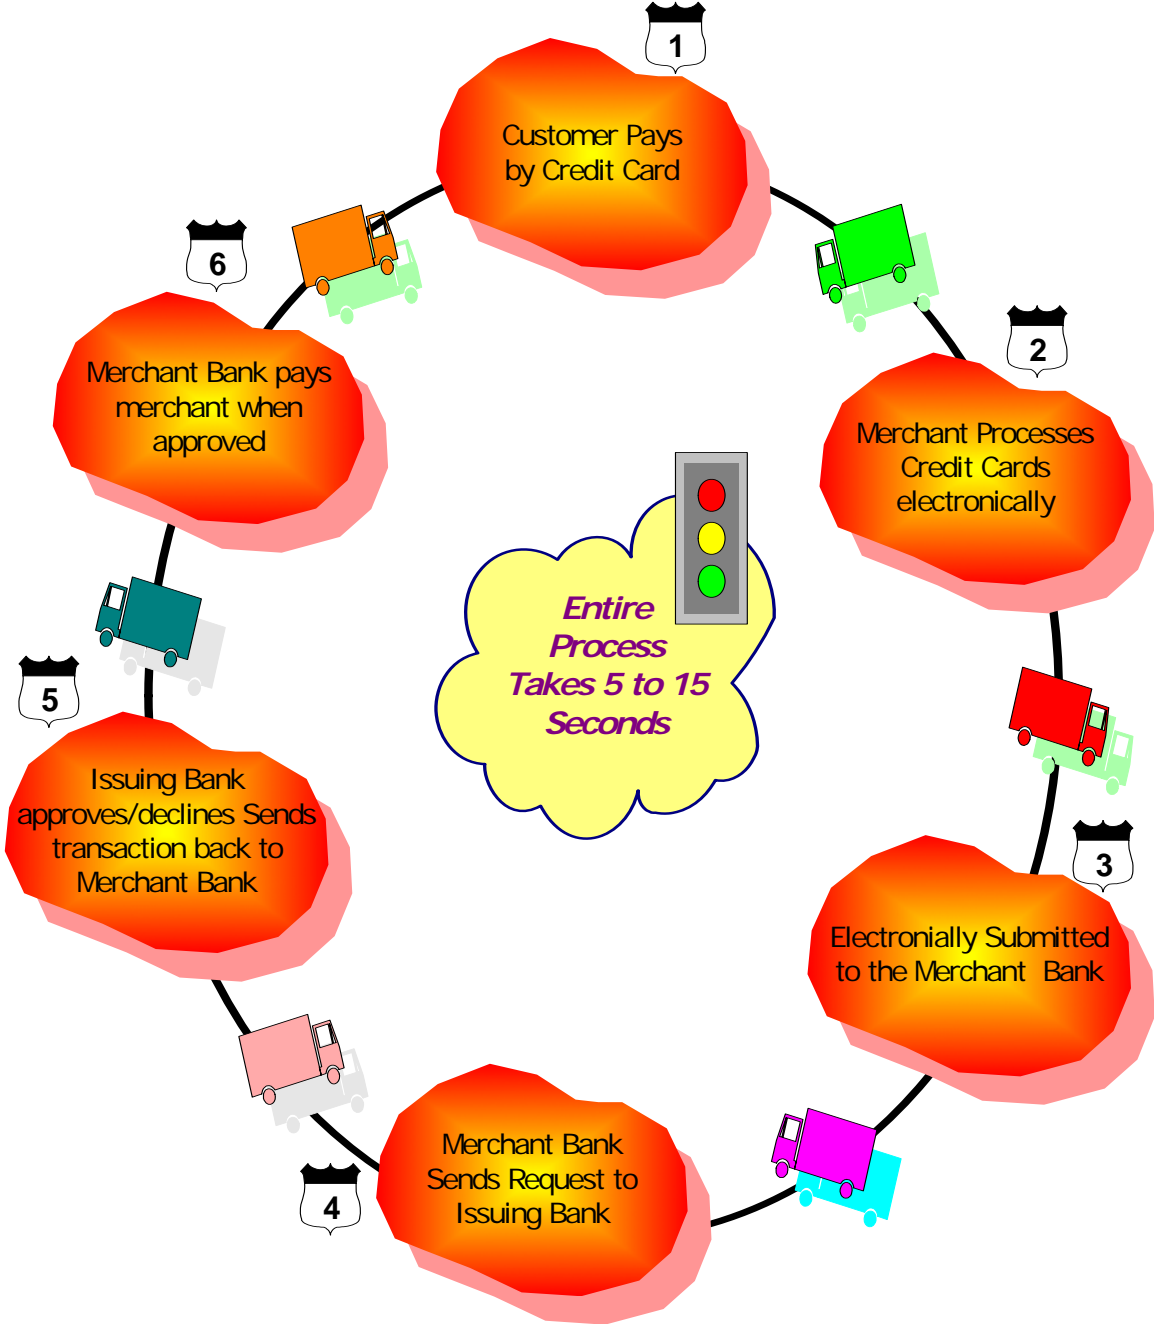 1
Customer Pays
by Credit Card
2
Merchant Processes
Credit Cards
electronically
3
Electronially Submitted
to the Merchant  Bank
4
Merchant Bank
Sends Request to
Issuing Bank
5
Issuing Bank
approves/declines Sends
transaction back to
Merchant Bank
6
Merchant Bank pays
merchant when
approved
Entire
Process
Takes 5 to 15
Seconds